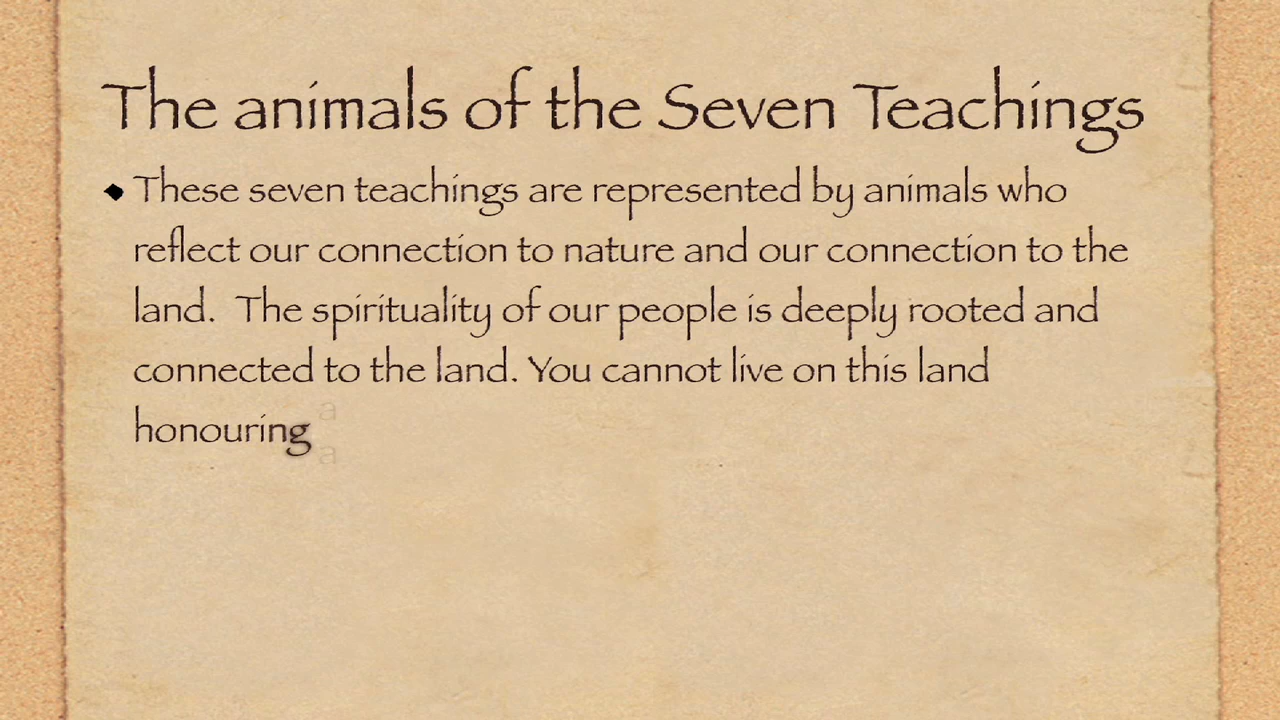 The animals of the Seven Teachings
These seven teachings are represented by animals who
reflect our connection to nature and our connection to the
land.  The spirituality of our people is deeply rooted and
connected to the land. You cannot live on this land
honouring